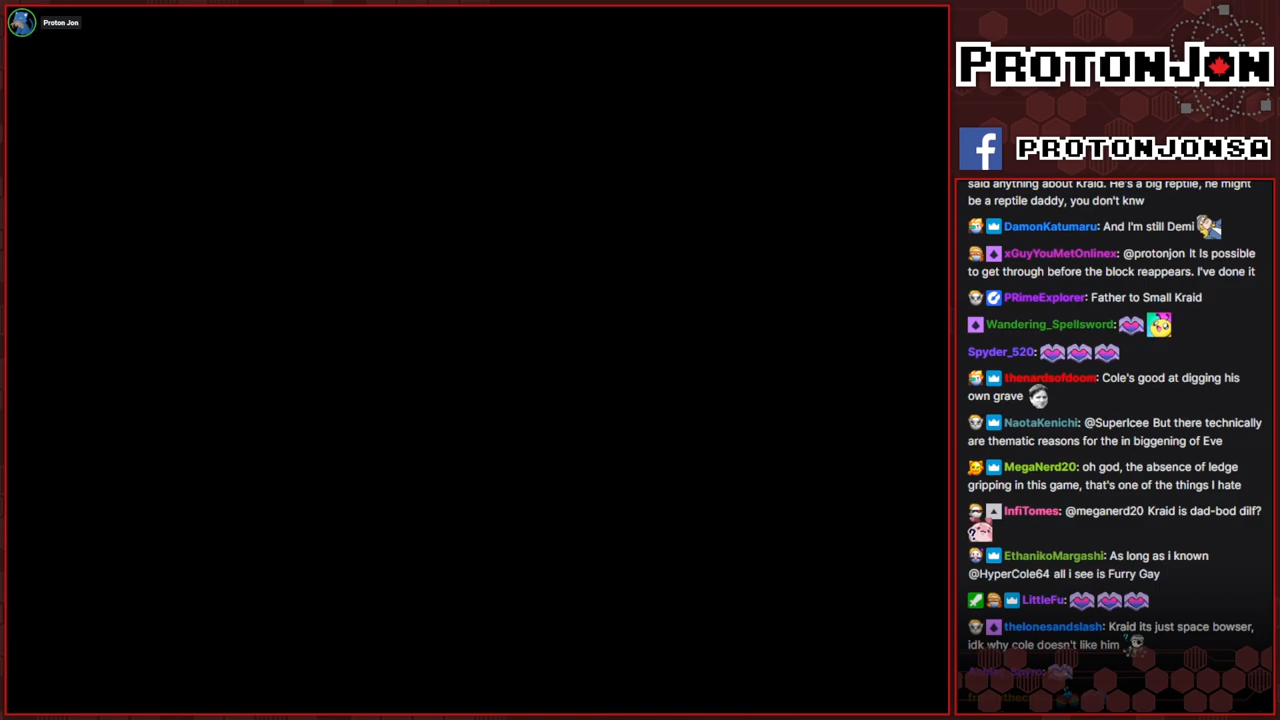 Proton Jon
PROTONJON
PROTONJONSA
said anything about Kraid. He's a big reptile, he might
be a reptile daddy, you don't knw
DamonKatumaru: And I'm still Demi
xGuyYouMetOnlinex: @protonjon It Is possible
to get through before the block reappears. I've done it
PRimeExplorer: Father to Small Kraid
Wandering_Spellsword:
Spyder_520:
thenardsofdoom: Cole's good at digging his
own grave
NaotaKenichi: @SuperIcee But there technically
are thematic reasons for the in biggening of Eve
MegaNerd20: oh god, the absence of ledge
gripping in this game, that's one of the things I hate
InfiTomes: @meganerd20 Kraid is dad-bod dilf?
EthanikoMargashi: As long as i known
@HyperCole64 all i see is Furry Gay
LittleFu:
thelonesandslash: Kraid its just space bowser,
idk why cole doesn't like him